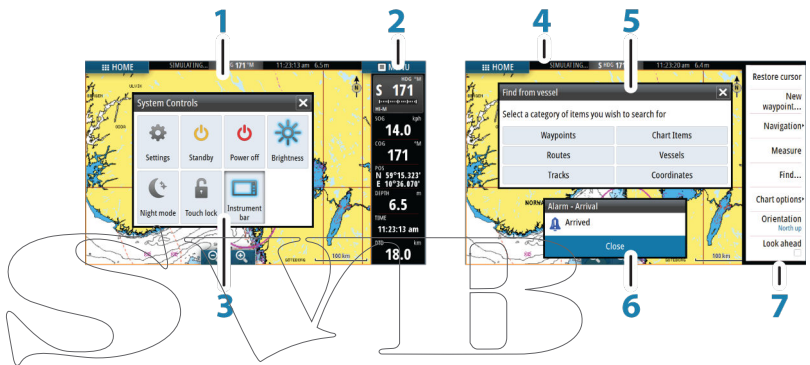 1
2
4
5
HOME
SIMULATING...
G 171 °M
11:23:13 am 6.5 m
MENU
System Controls
Settings
Standby
Power off
Brightness
Night mode
Touch lock
Instrument
bar
HDG °M
S 171
SOG kph
14.0
COG °M
171
POS
N 59°15.323'
E 10°36.870'
DEPTH m
6.5
TIME
11:23:13 am
km
18.0
100 km
3
HOME
SIMULATING...
S HDG 171 °M
11:23:20 am 6.4 m
Find from vessel
Select a category of items you wish to search for
Waypoints
Chart Items
Routes
Vessels
Tracks
Coordinates
Alarm - Arrival
Arrived
Close
100 km
Restore cursor
New
waypoint...
Navigation
Measure
Find...
Chart options
Orientation
North up
Look ahead
6
7
SVB